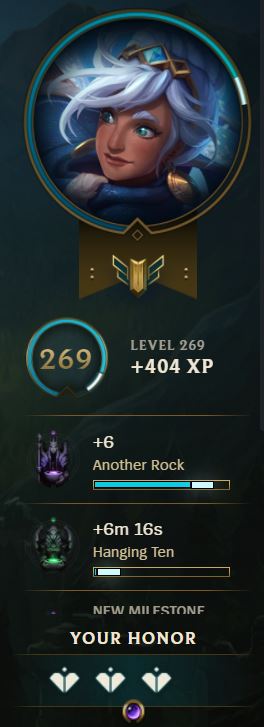 269
LEVEL 269
+404 XP
+6
Another Rock
+6m 16s
Hanging Ten
NEW MILESTONE
YOUR HONOR